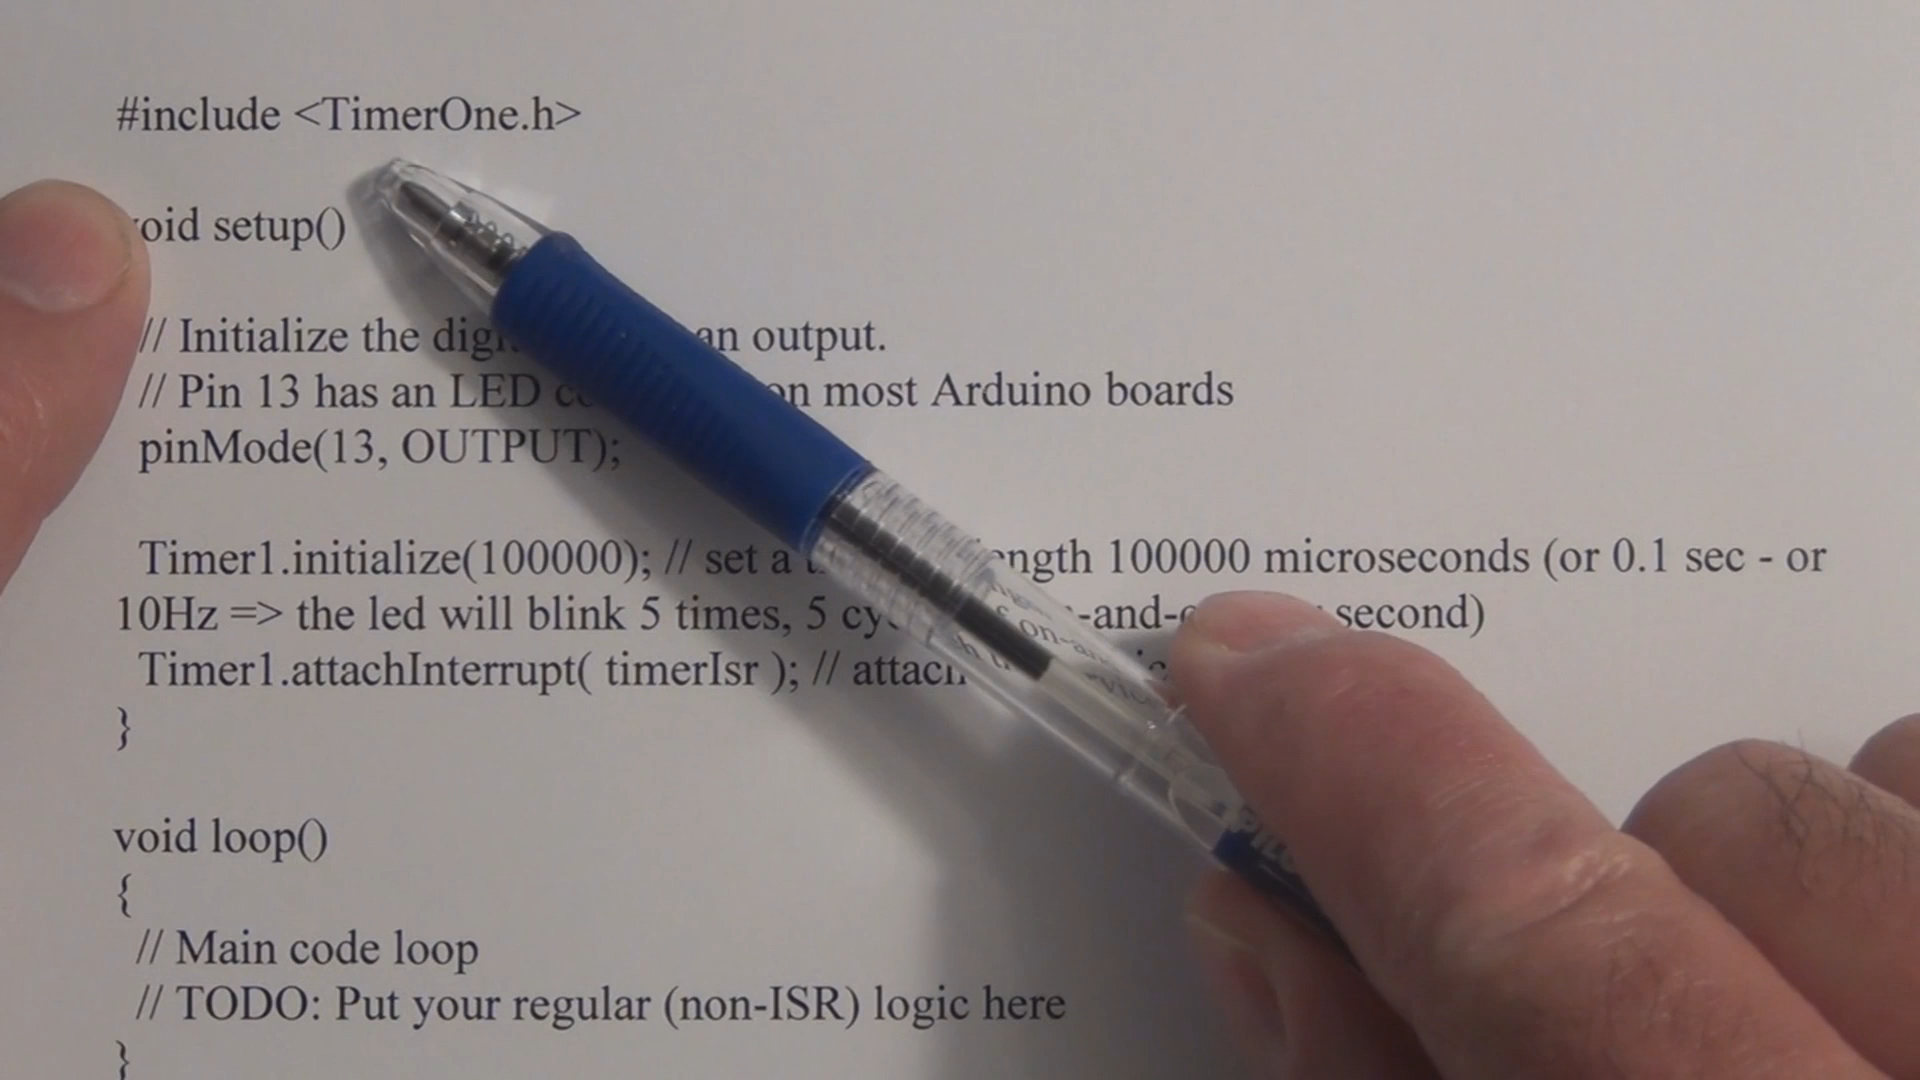 #include <TimerOne.h>
oid setup()
// Initialize the an output.
// Pin 13 has an LED on most Arduino boards
pinMode(13, OUTPUT);
Timer1.initialize(100000); // set a ngth 100000 microseconds (or 0.1 sec - or
10Hz => the led will blink 5 times, 5 -and- second)
Timer1.attachInterrupt( timerIsr ); // attach
}
void loop()
{
// Main code loop
// TODO: Put your regular (non-ISR) logic here
}